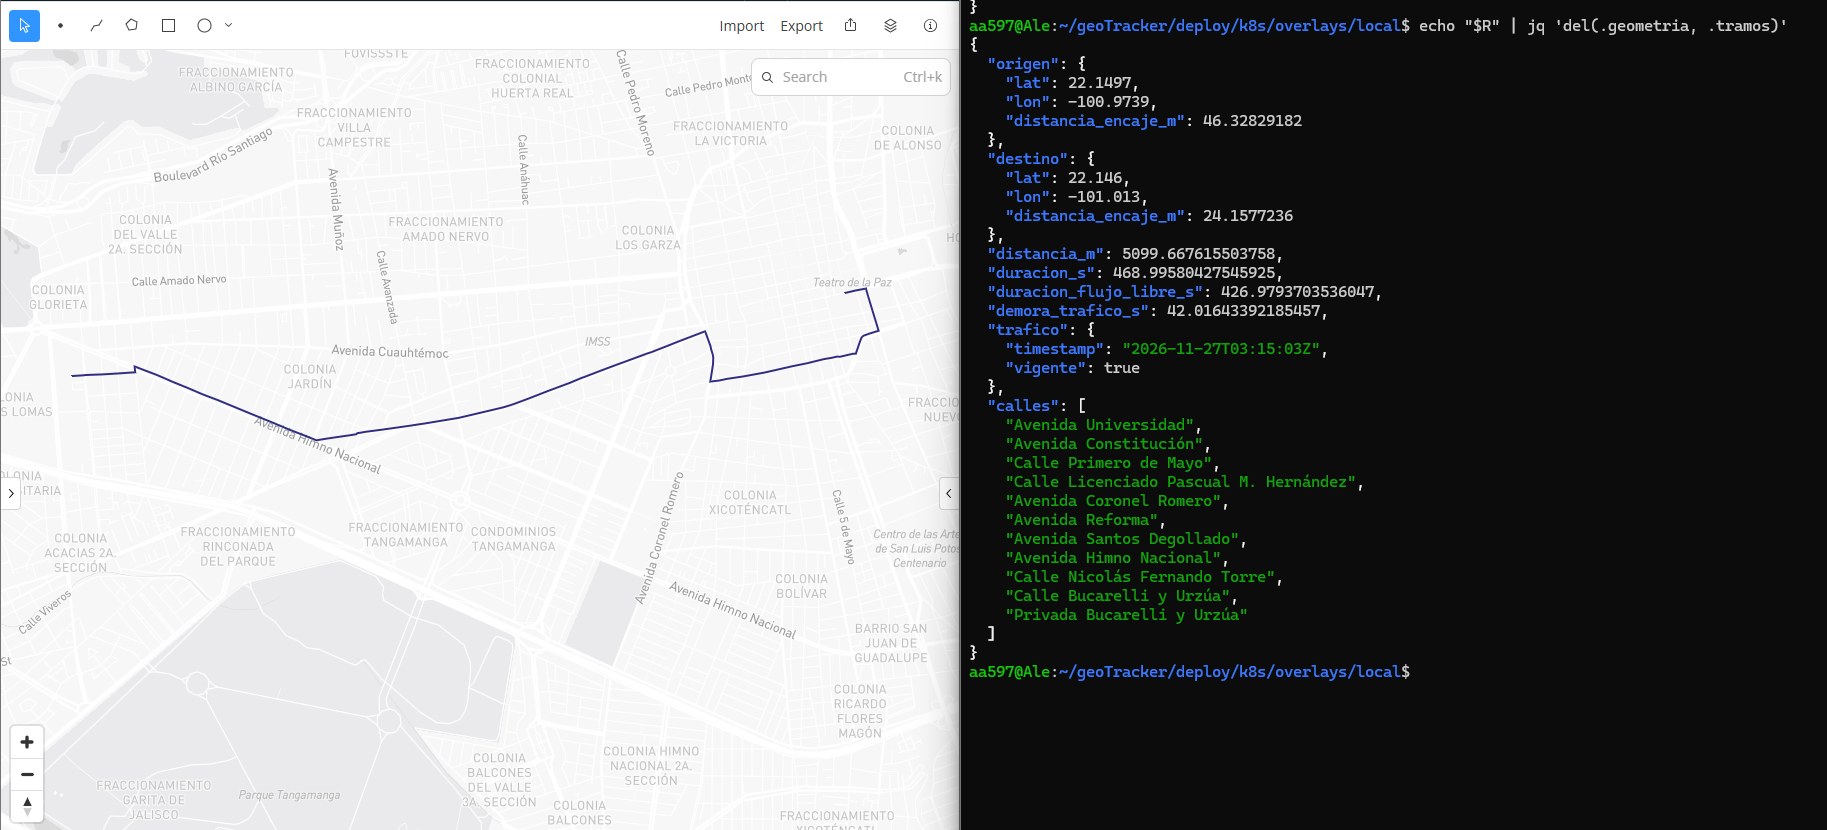 Import
Export
Search
Ctrl+k
FOVISSSTE
FRACCIONAMIENTO
ALBINO GARCÍA
FRACCIONAMIENTO
COLONIAL
HUERTA REAL
Calle Pedro Moreno
FRACCIONAMIENTO
VILLA
CAMPESTRE
FRACCIONAMIENTO
LA VICTORIA
COLONIA
DE ALONSO
Boulevard Río Santiago
Calle Anáhuac
Avenida Muñoz
COLONIA
DEL VALLE
2A. SECCIÓN
FRACCIONAMIENTO
AMADO NERVO
COLONIA
LOS GARZA
Calle Amado Nervo
Calle Avanzada
Teatro de la Paz
COLONIA
GLORIETA
IMSS
Avenida Cuauhtémoc
COLONIA
JARDÍN
Avenida Himno Nacional
Avenida Coronel Romero
COLONIA
XICOTÉNCATL
Calle 5 de Mayo
FRACCIONAMIENTO
TANGAMANGA
CONDOMINIOS
TANGAMANGA
FRACCIONAMIENTO
RINCONADA
DEL PARQUE
COLONIA
ACACIAS 2A.
SECCIÓN
Centro de las Arte
de San Luis Potos
Centenario
Calle Viveros
COLONIA
BOLÍVAR
Avenida Himno Nacional
BARRIO SAN
JUAN DE
GUADALUPE
COLONIA
RICARDO
FLORES
MAGÓN
COLONIA HIMNO
NACIONAL 2A.
SECCIÓN
COLONIA
BALCONES
DEL VALLE
3A. SECCIÓN
FRACCIONAMIENTO
GARITA DE
JALISCO
Parque Tangamanga
COLONIA
BALCONES
FRACCIONAMIENTO
}
aa597@Ale:~/geoTracker/deploy/k8s/overlays/local$ echo "$R" | jq 'del(.geometria, .tramos)'
{
"origen": {
"lat": 22.1497,
"lon": -100.9739,
"distancia_encaje_m": 46.32829182
},
"destino": {
"lat": 22.146,
"lon": -101.013,
"distancia_encaje_m": 24.1577236
},
"distancia_m": 5099.667615503758,
"duracion_s": 468.99580427545925,
"duracion_flujo_libre_s": 426.9793703536047,
"demora_trafico_s": 42.01643392185457,
"trafico": {
"timestamp": "2026-11-27T03:15:03Z",
"vigente": true
},
"calles": [
"Avenida Universidad",
"Avenida Constitución",
"Calle Primero de Mayo",
"Calle Licenciado Pascual M. Hernández",
"Avenida Coronel Romero",
"Avenida Reforma",
"Avenida Santos Degollado",
"Avenida Himno Nacional",
"Calle Nicolás Fernando Torre",
"Calle Bucarelli y Urzúa",
"Privada Bucarelli y Urzúa"
]
}
aa597@Ale:~/geoTracker/deploy/k8s/overlays/local$